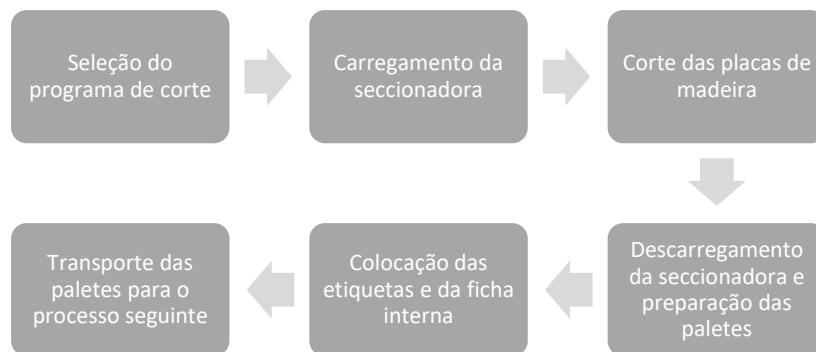 Seleção do
programa de corte
Carregamento da
seccionadora
Corte das placas de
madeira
Descarregamento
da seccionadora e
preparação das
paletes
Colocação das
etiquetas e da ficha
interna
Transporte das
paletes para o
processo seguinte